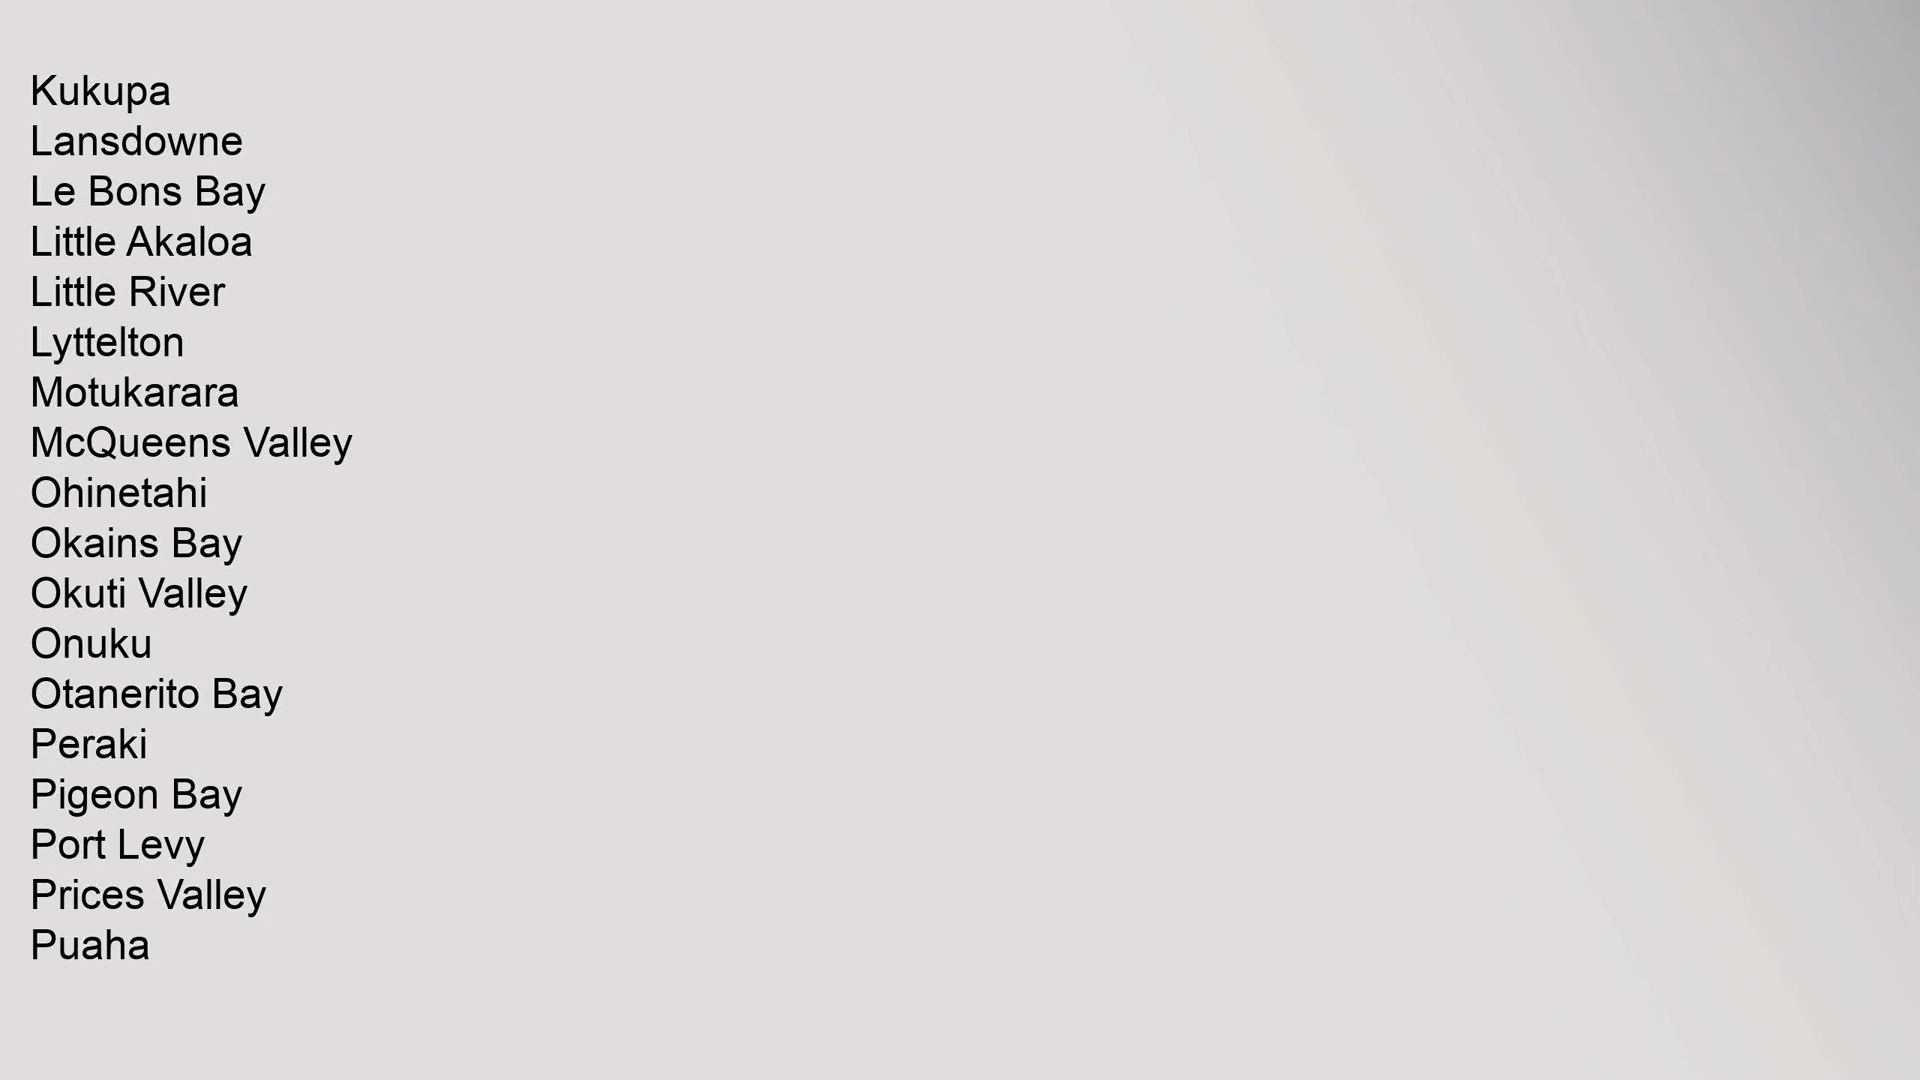 Kukupa
Lansdowne
Le Bons Bay
Little Akaloa
Little River
Lyttelton
Motukarara
McQueens Valley
Ohinetahi
Okains Bay
Okuti Valley
Onuku
Otanerito Bay
Peraki
Pigeon Bay
Port Levy
Prices Valley
Puaha